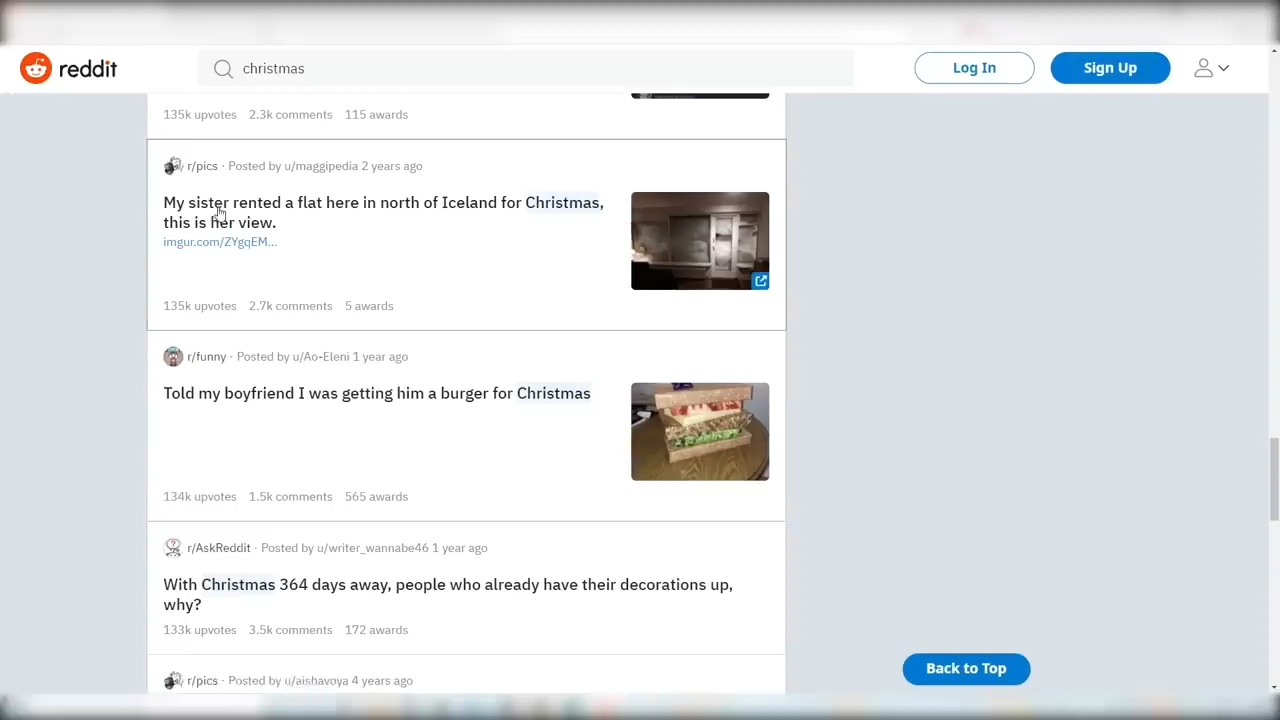 reddit
christmas
Log In
Sign Up
135k upvotes 2.3k comments 115 awards
r/pics · Posted by u/maggipedia 2 years ago
My sister rented a flat here in north of Iceland for Christmas,
this is her view.
imgur.com/ZYgqEM...
135k upvotes 2.7k comments 5 awards
r/funny · Posted by u/Ao-Eleni 1 year ago
Told my boyfriend I was getting him a burger for Christmas
134k upvotes 1.5k comments 565 awards
r/AskReddit · Posted by u/writer_wannabe46 1 year ago
With Christmas 364 days away, people who already have their decorations up,
why?
133k upvotes 3.5k comments 172 awards
Back to Top
r/pics · Posted by u/aishavoya 4 years ago